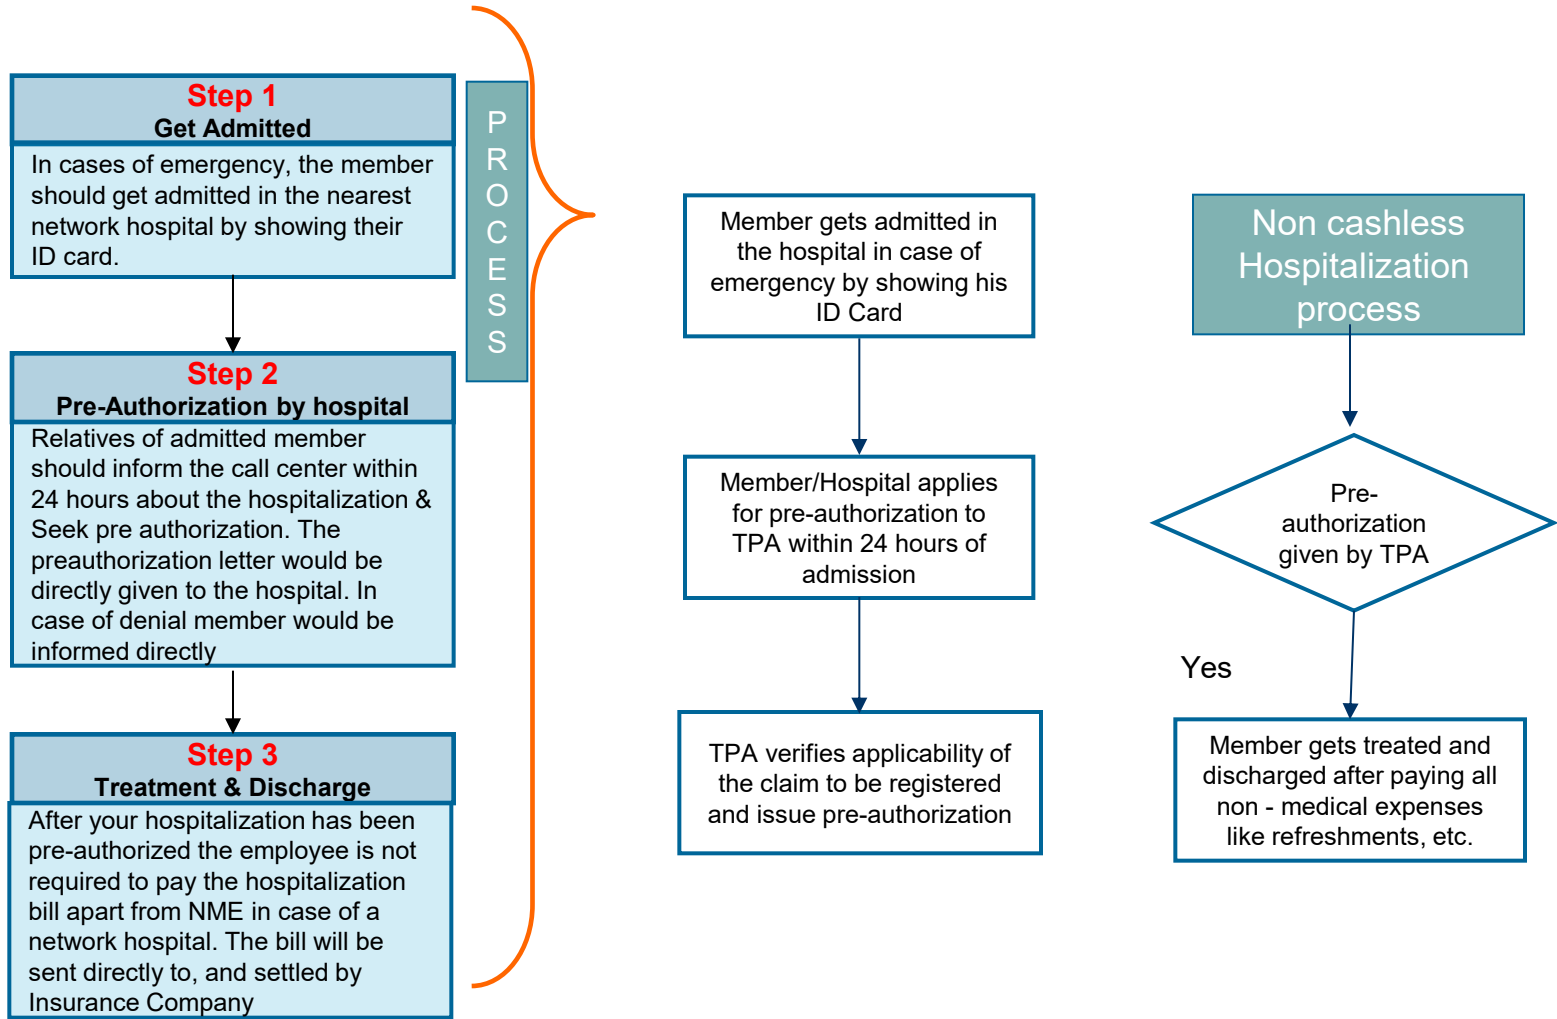 Step 1
Get Admitted
In cases of emergency, the member
should get admitted in the nearest
network hospital by showing their
ID card.
Step 2
Pre-Authorization by hospital
Relatives of admitted member
should inform the call center within
24 hours about the hospitalization &
Seek pre authorization. The
preauthorization letter would be
directly given to the hospital. In
case of denial member would be
informed directly
Step 3
Treatment & Discharge
After your hospitalization has been
pre-authorized the employee is not
required to pay the hospitalization
bill apart from NME in case of a
network hospital. The bill will be
sent directly to, and settled by
Insurance Company
P
R
O
C
E
S
S
Member gets admitted in
the hospital in case of
emergency by showing his
ID Card
Member/Hospital applies
for pre-authorization to
TPA within 24 hours of
admission
TPA verifies applicability of
the claim to be registered
and issue pre-authorization
Non cashless
Hospitalization
process
Pre-
authorization
given by TPA
Yes
Member gets treated and
discharged after paying all
non - medical expenses
like refreshments, etc.